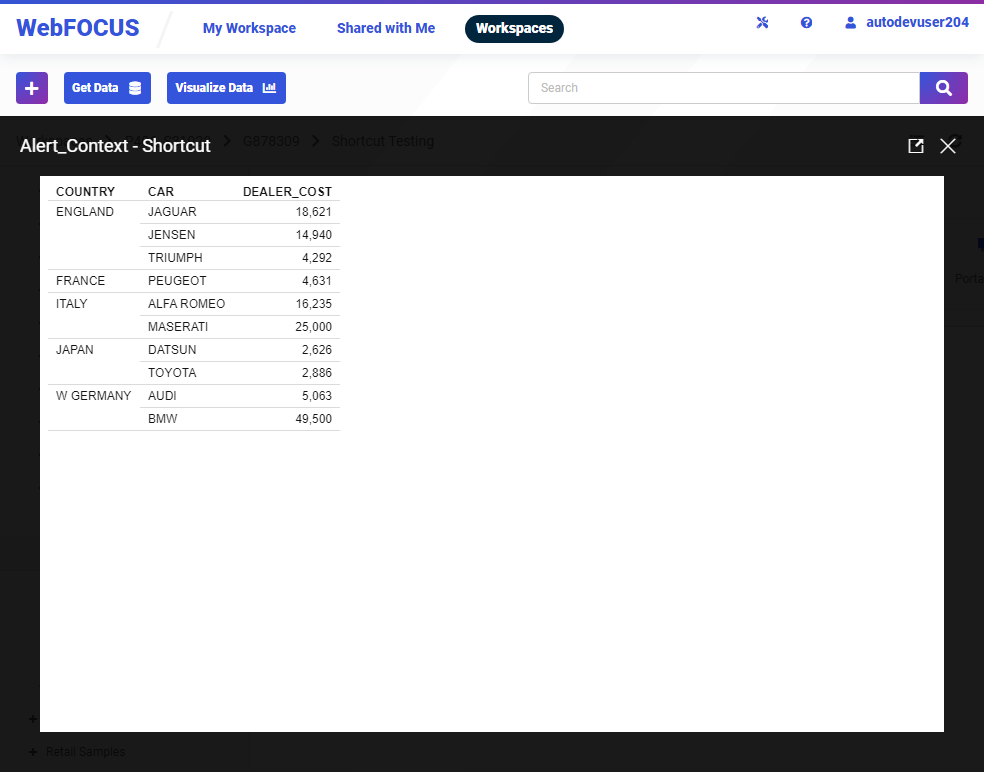 WebFOCUS My Workspace Shared with Me Workspaces autodevuser204
Get Data Visualize Data Search
G878309 Shortcut Testing
Alert_Context - Shortcut
COUNTRY CAR DEALER_COST
ENGLAND JAGUAR 18,621
JENSEN 14,940
TRIUMPH 4,292
FRANCE PEUGEOT 4,631
ITALY ALFA ROMEO 16,235
MASERATI 25,000
JAPAN DATSUN 2,626
TOYOTA 2,886
W GERMANY AUDI 5,063
BMW 49,500
Porta
Retail Samples